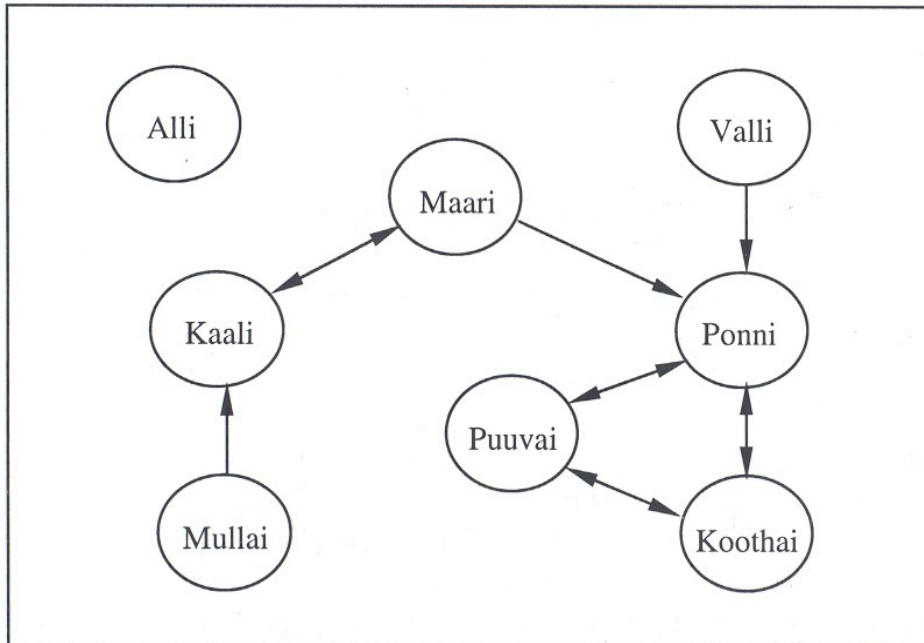 Alli
Valli
Maari
Kaali
Ponni
Puuvai
Mullai
Koothai